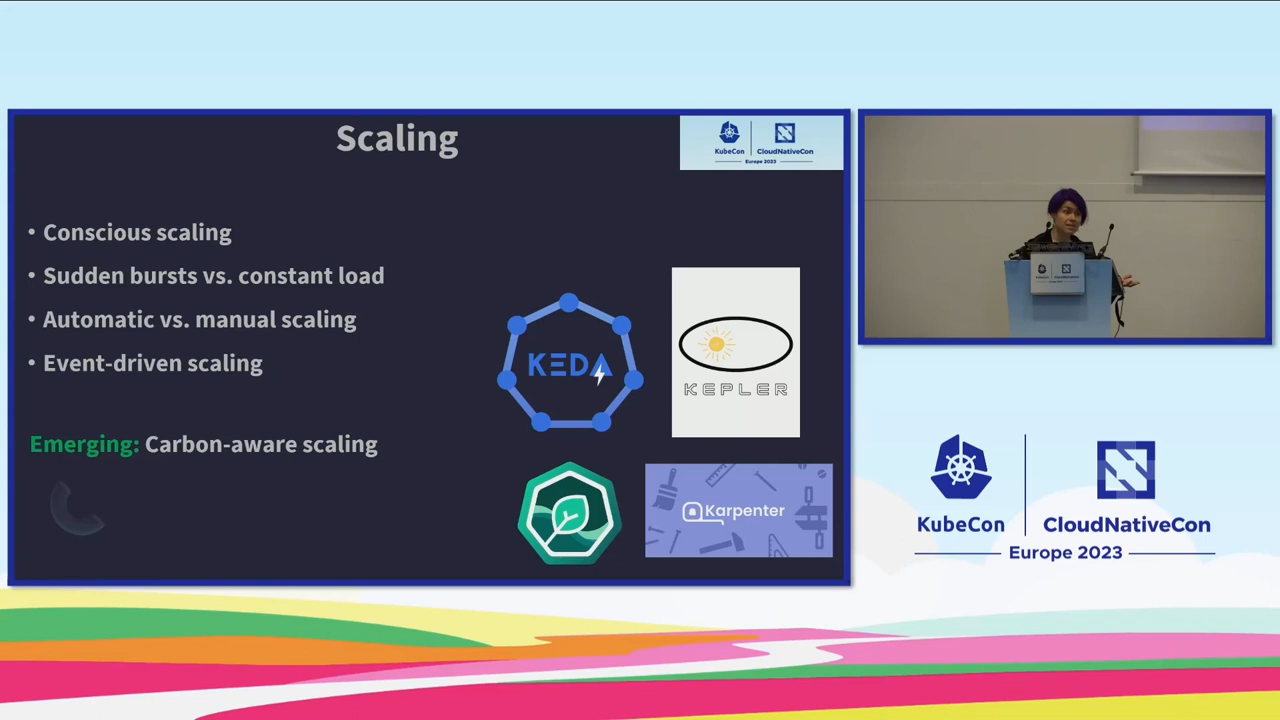 Scaling
KubeCon
CloudNativeCon
Europe 2023
• Conscious scaling
• Sudden bursts vs. constant load
• Automatic vs. manual scaling
• Event-driven scaling
Emerging: Carbon-aware scaling
KEDA
KEPLER
Karpenter
KubeCon
CloudNativeCon
Europe 2023